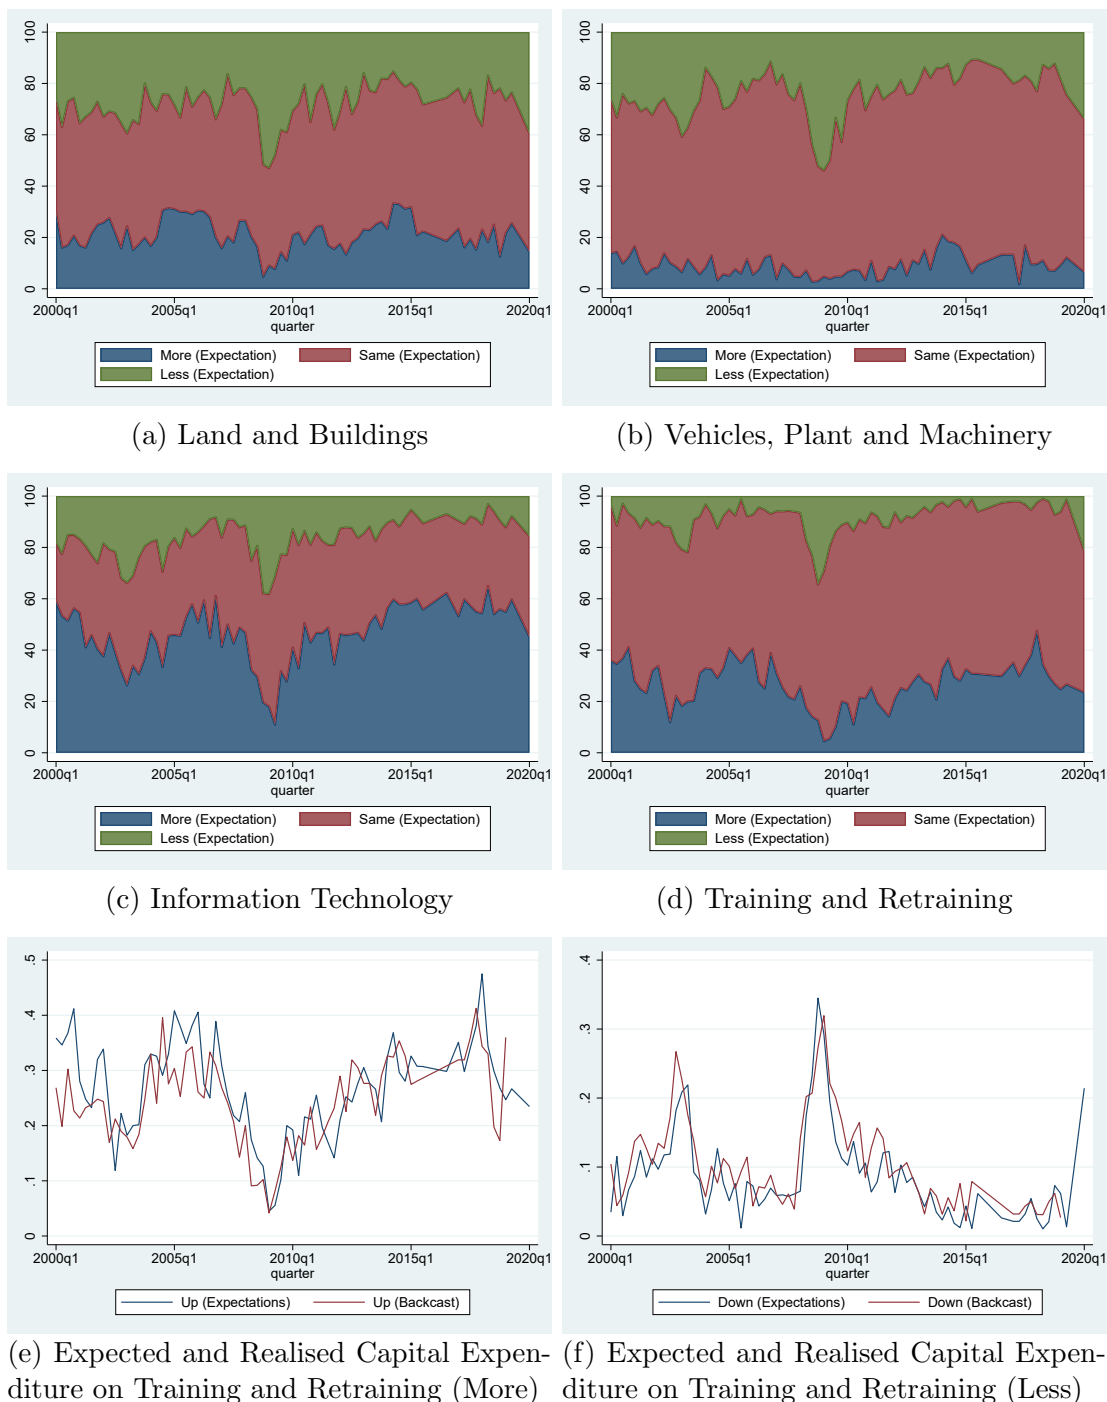 0 20 40 60 80 100
2000q1 2005q1 2010q1 2015q1 2020q1
quarter
More (Expectation) Same (Expectation)
Less (Expectation)
(a) Land and Buildings
0 20 40 60 80 100
2000q1 2005q1 2010q1 2015q1 2020q1
quarter
More (Expectation) Same (Expectation)
Less (Expectation)
(b) Vehicles, Plant and Machinery
0 20 40 60 80 100
2000q1 2005q1 2010q1 2015q1 2020q1
quarter
More (Expectation) Same (Expectation)
Less (Expectation)
(c) Information Technology
0 20 40 60 80 100
2000q1 2005q1 2010q1 2015q1 2020q1
quarter
More (Expectation) Same (Expectation)
Less (Expectation)
(d) Training and Retraining
0 .1 .2 .3 .4 .5
2000q1 2005q1 2010q1 2015q1 2020q1
quarter
Up (Expectations) Up (Backcast)
(e) Expected and Realised Capital Expen-
diture on Training and Retraining (More)
0 .1 .2 .3 .4
2000q1 2005q1 2010q1 2015q1 2020q1
quarter
Down (Expectations) Down (Backcast)
(f) Expected and Realised Capital Expen-
diture on Training and Retraining (Less)